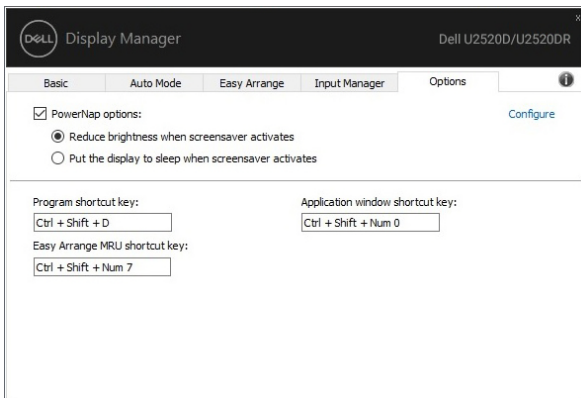 DELL Display Manager Dell U2520D/U2520DR
Basic Auto Mode Easy Arrange Input Manager Options
PowerNap options: Configure
Reduce brightness when screensaver activates
Put the display to sleep when screensaver activates
Program shortcut key: Application window shortcut key:
Ctrl + Shift + D Ctrl + Shift + Num 0
Easy Arrange MRU shortcut key:
Ctrl + Shift + Num 7